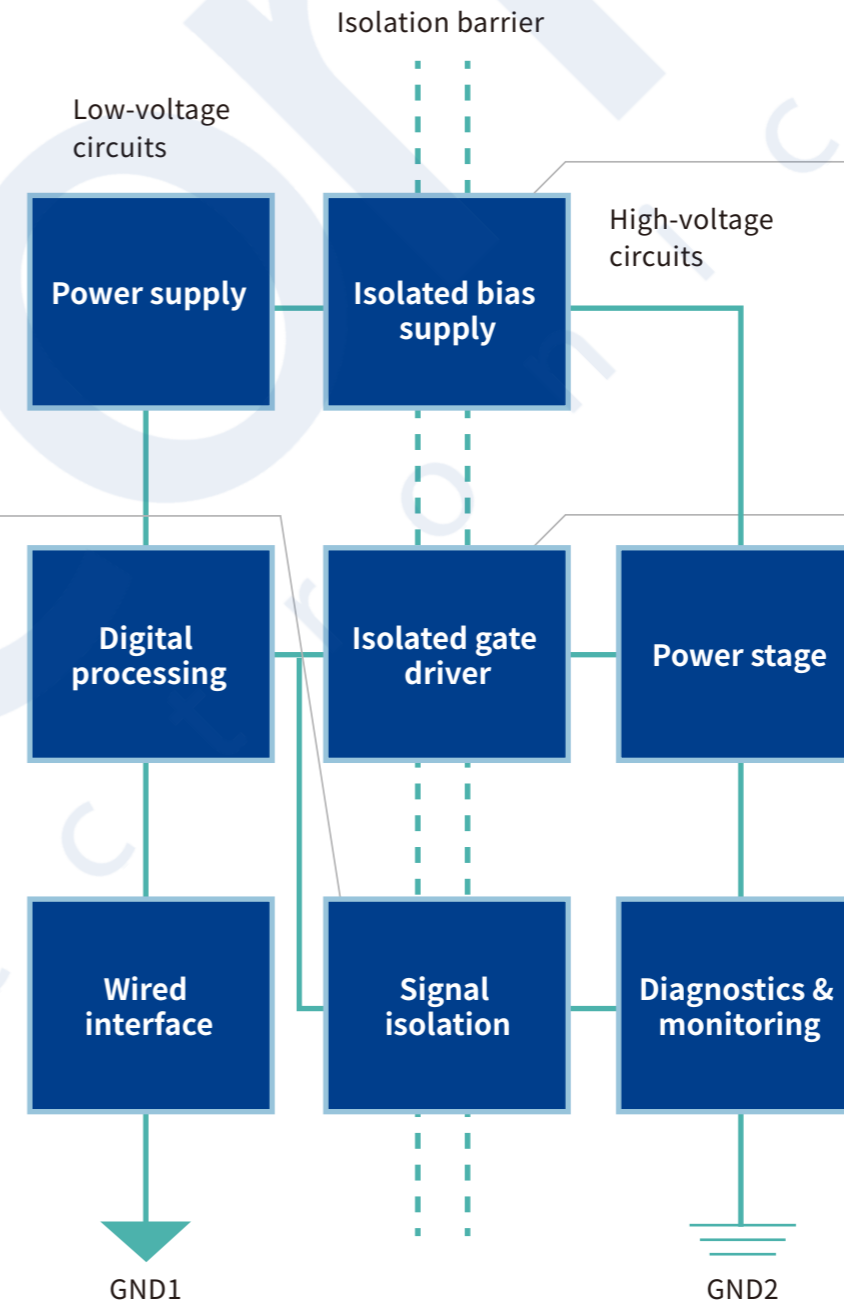 Isolation barrier
Low-voltage
circuits
High-voltage
circuits
Power supply
Isolated bias
supply
Digital
processing
Isolated gate
driver
Power stage
Wired
interface
Signal
isolation
Diagnostics &
monitoring
GND1
GND2